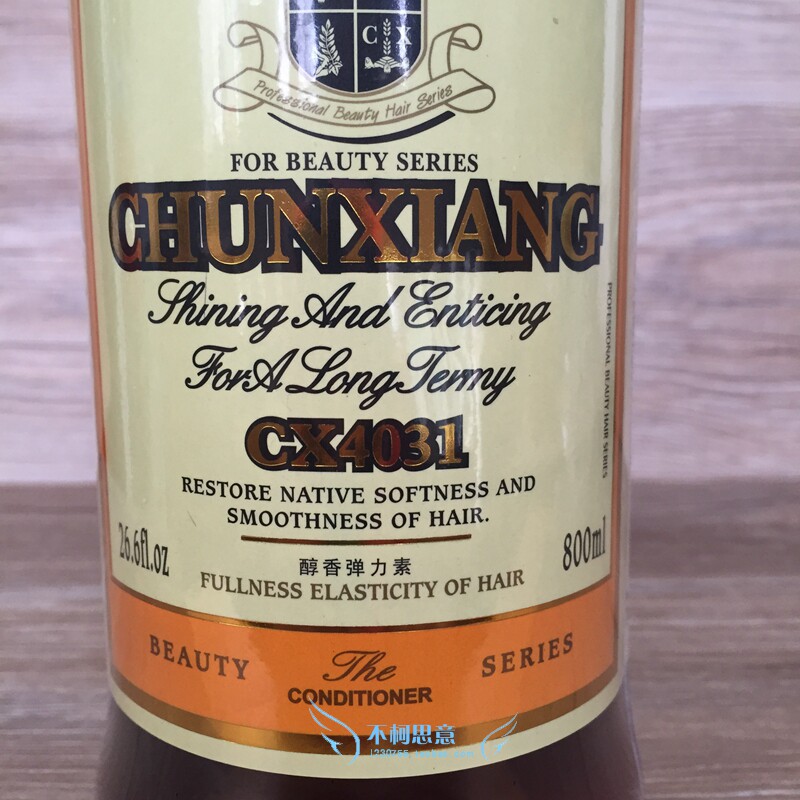 C X
Professional Beauty Hair Series
FOR BEAUTY SERIES
CHUNXIANG
Shining And Enticing
For A Long Termy
CX4031
RESTORE NATIVE SOFTNESS AND
SMOOTHNESS OF HAIR.
26.6fl.oz
800ml
醇香弹力素
FULLNESS ELASTICITY OF HAIR
BEAUTY The SERIES
CONDITIONER
PROFESSIONAL BEAUTY HAIR SERIES
不柯思意